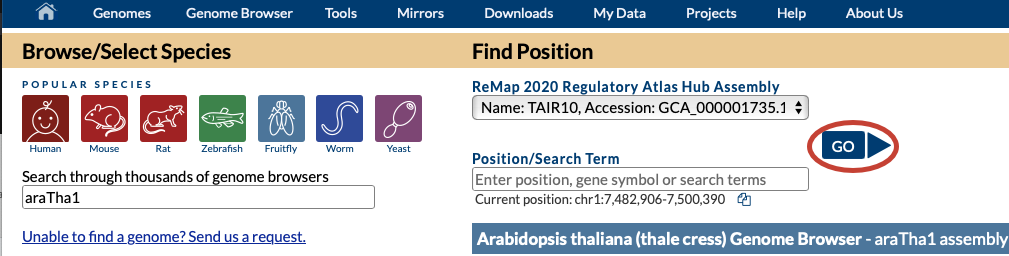 Genomes Genome Browser Tools Mirrors Downloads My Data Projects Help About Us
Browse/Select Species
POPULAR SPECIES
Human Mouse Rat Zebrafish Fruitfly Worm Yeast
Search through thousands of genome browsers
araTha1
Unable to find a genome? Send us a request.
Find Position
ReMap 2020 Regulatory Atlas Hub Assembly
Name: TAIR10, Accession: GCA_000001735.1
GO
Position/Search Term
Enter position, gene symbol or search terms
Current position: chr1:7,482,906-7,500,390
Arabidopsis thaliana (thale cress) Genome Browser - araTha1 assembly